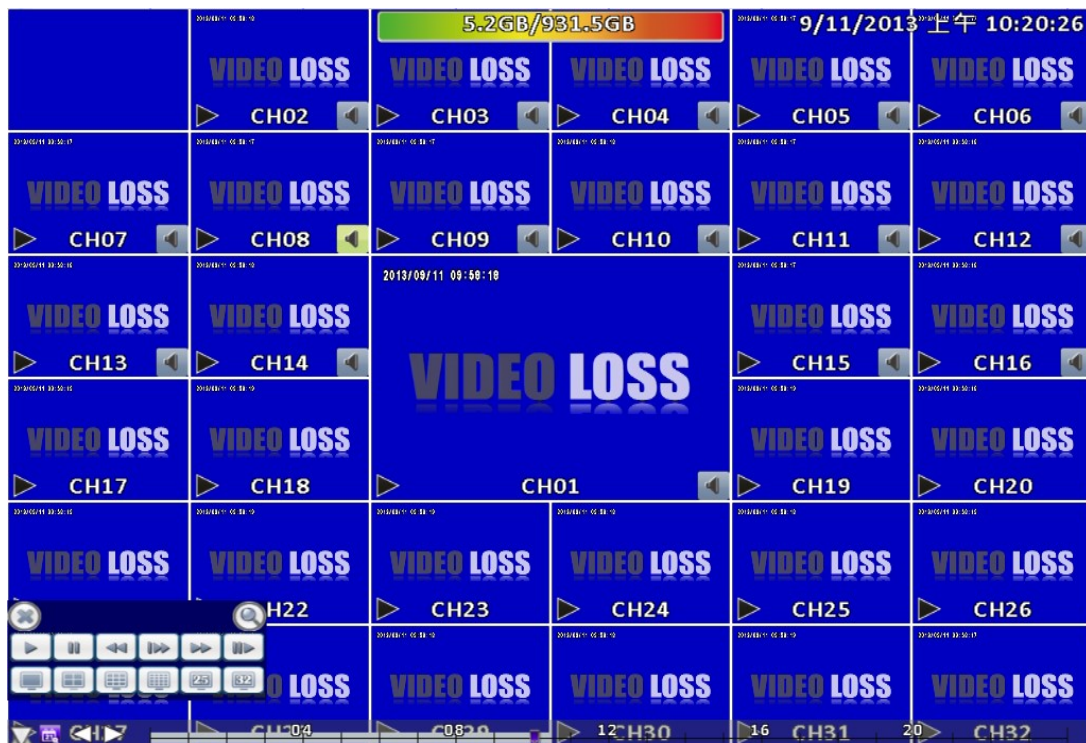 5.2GB/931.5GB
9/11/2013 上午 10:20:26
VIDEO LOSS VIDEO LOSS VIDEO LOSS VIDEO LOSS VIDEO LOSS
CH02 CH03 CH04 CH05 CH06
VIDEO LOSS VIDEO LOSS VIDEO LOSS VIDEO LOSS VIDEO LOSS VIDEO LOSS
CH07 CH08 CH09 CH10 CH11 CH12
2013/09/11 09:58:18
VIDEO LOSS VIDEO LOSS VIDEO LOSS VIDEO LOSS
CH13 CH14 CH15 CH16
VIDEO LOSS
VIDEO LOSS VIDEO LOSS VIDEO LOSS VIDEO LOSS
CH17 CH18 CH01 CH19 CH20
VIDEO LOSS VIDEO LOSS VIDEO LOSS VIDEO LOSS VIDEO LOSS VIDEO LOSS
H22 CH23 CH24 CH25 CH26
25 32
LOSS VIDEO LOSS VIDEO LOSS VIDEO LOSS VIDEO LOSS
CH30 CH31 CH32
04 08 12 16 20